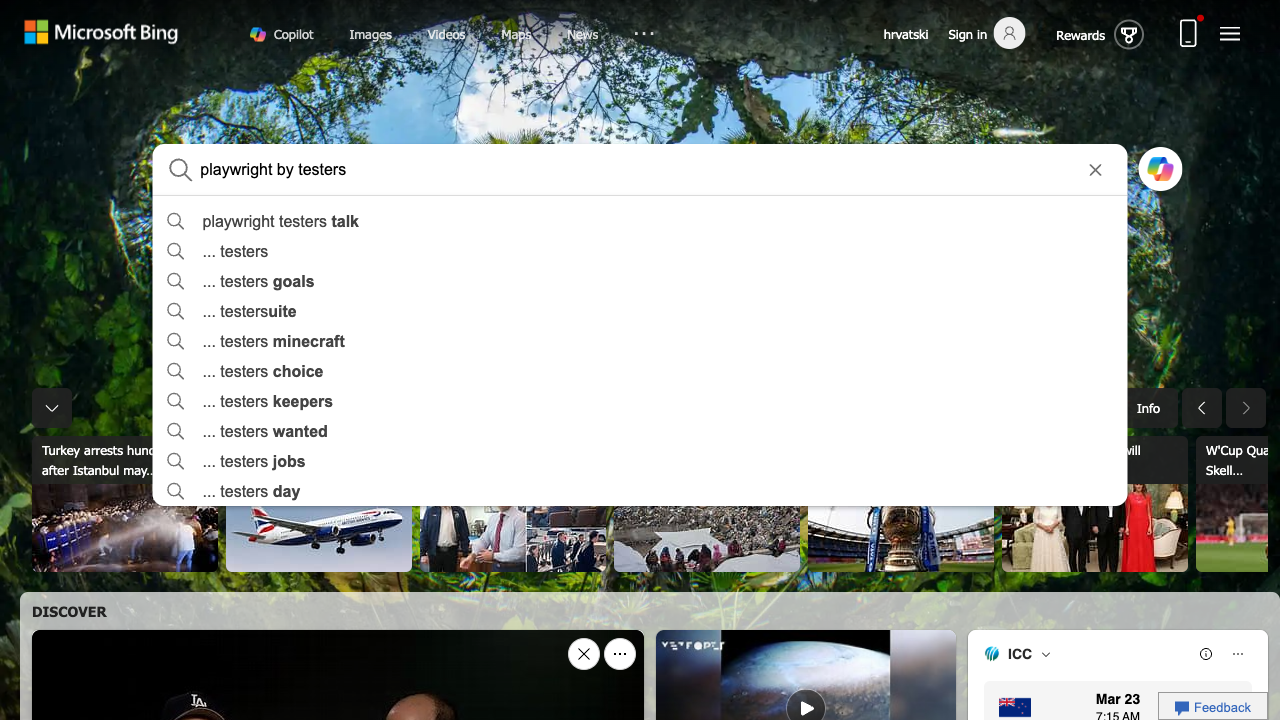 Microsoft Bing
Copilot
Images
Videos
Maps
News
hrvatski
Sign in
Rewards
playwright by testers
playwright testers talk
... testers
... testers goals
... testersuite
... testers minecraft
... testers choice
... testers keepers
... testers wanted
... testers jobs
... testers day
Info
Turkey arrests hund
after Istanbul may...
will
W'Cup Qua
Skell...
DISCOVER
LA
ICC
Mar 23
7:15 AM
Feedback